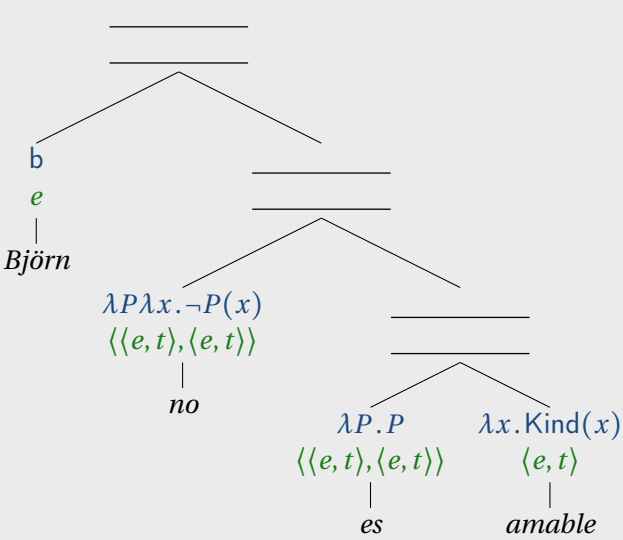 b
e
Björn
λPλx.¬P(x)
⟨⟨e, t⟩,⟨e, t⟩⟩
no
λP.P
⟨⟨e, t⟩,⟨e, t⟩⟩
es
λx.Kind(x)
⟨e, t⟩
amable